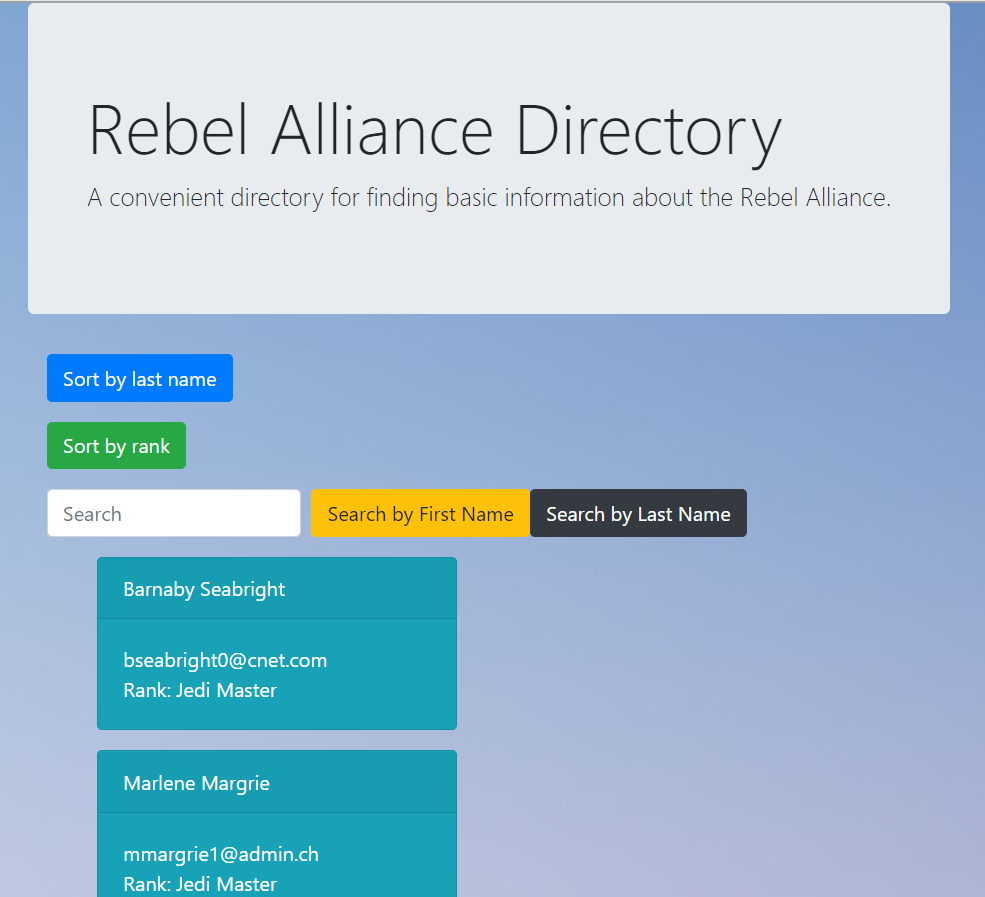 Rebel Alliance Directory
A convenient directory for finding basic information about the Rebel Alliance.
Sort by last name
Sort by rank
Search
Search by First Name
Search by Last Name
Barnaby Seabright
bseabright0@cnet.com
Rank: Jedi Master
Marlene Margrie
mmargrie1@admin.ch
Rank: Jedi Master